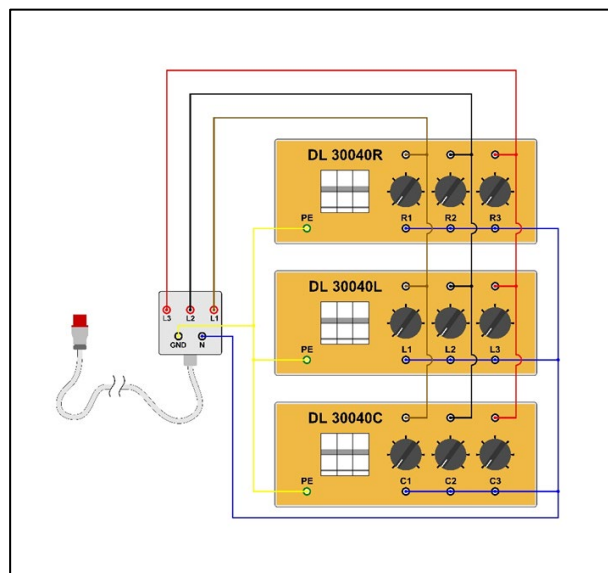 DL 30040R
PE
R1 R2 R3
DL 30040L
L3 L2 L1
GND N
PE
L1 L2 L3
DL 30040C
PE
C1 C2 C3